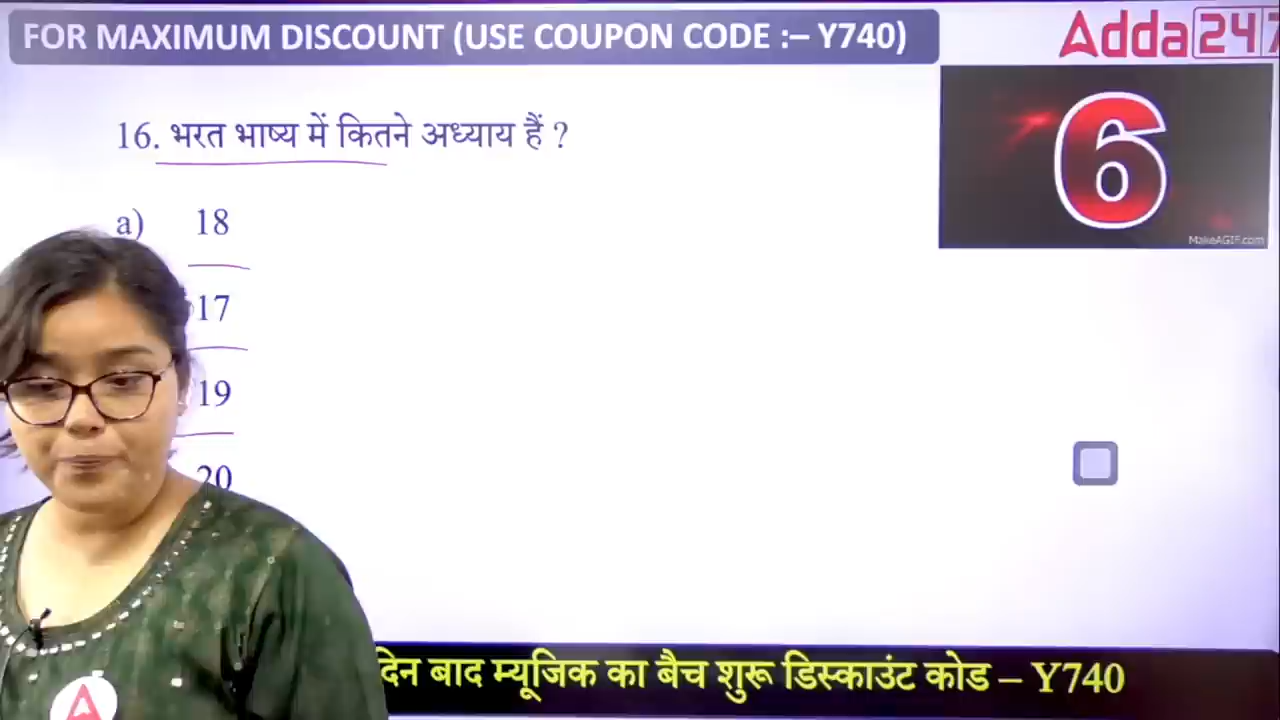 FOR MAXIMUM DISCOUNT (USE COUPON CODE :– Y740)
Adda247
6
MakeAGIF.com
16. भरत भाष्य में कितने अध्याय हैं ?
a) 18
17
19
20
दिन बाद म्यूजिक का बैच शुरू डिस्काउंट कोड – Y740